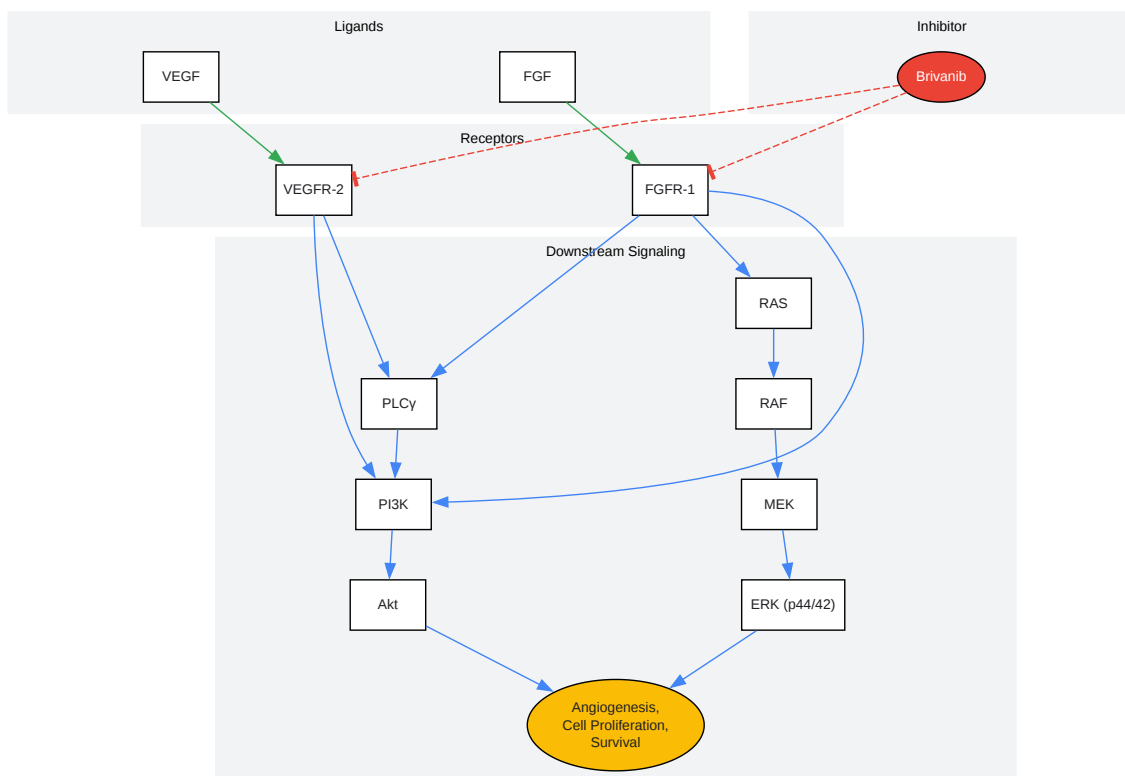 Ligands
Inhibitor
VEGF
FGF
Brivanib
Receptors
VEGFR-2
FGFR-1
Downstream Signaling
RAS
PLCγ
RAF
PI3K
MEK
Akt
ERK (p44/42)
Angiogenesis,
Cell Proliferation,
Survival